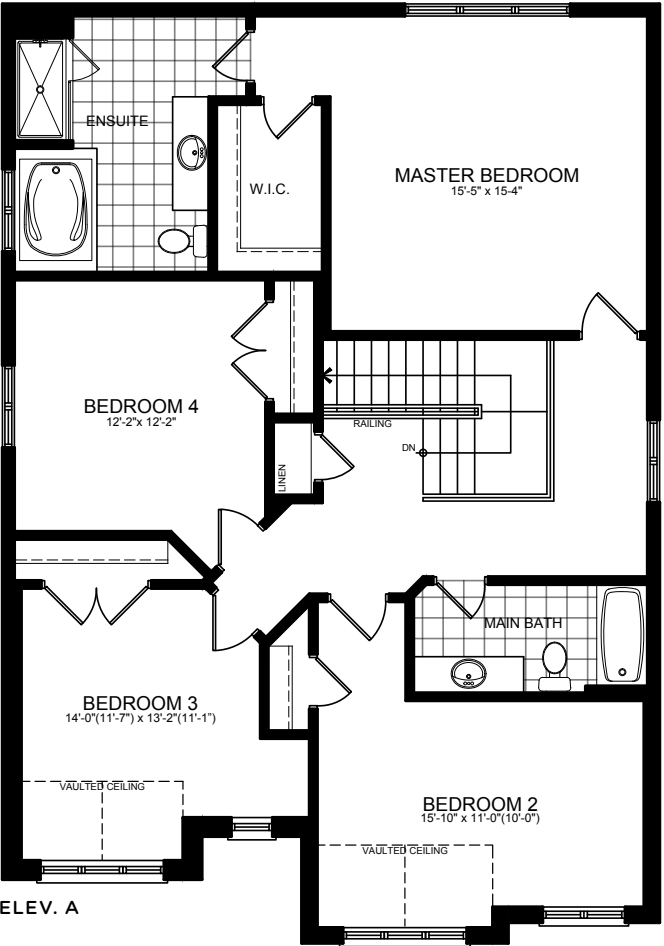 ENSUITE
W.I.C.
MASTER BEDROOM
15'-5" x 15'-4"
BEDROOM 4
12'-2"x 12'-2"
RAILING
DN
LINEN
MAIN BATH
BEDROOM 3
14'-0"(11'-7") x 13'-2"(11'-1")
VAULTED CEILING
BEDROOM 2
15'-10" x 11'-0"(10'-0")
VAULTED CEILING
ELEV. A